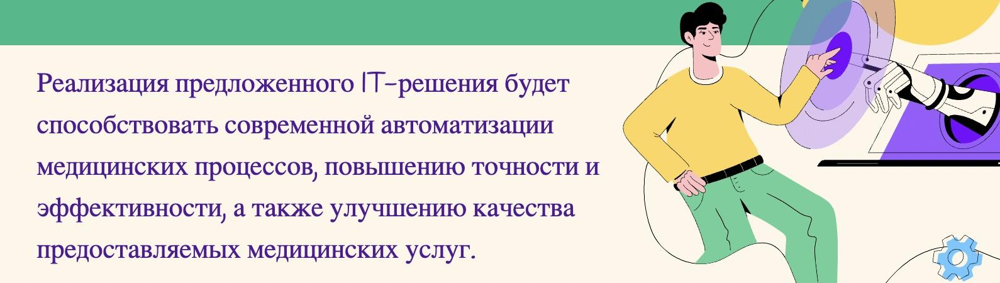 Реализация предложенного IT-решения будет
способствовать современной автоматизации
медицинских процессов, повышению точности и
эффективности, а также улучшению качества
предоставляемых медицинских услуг.